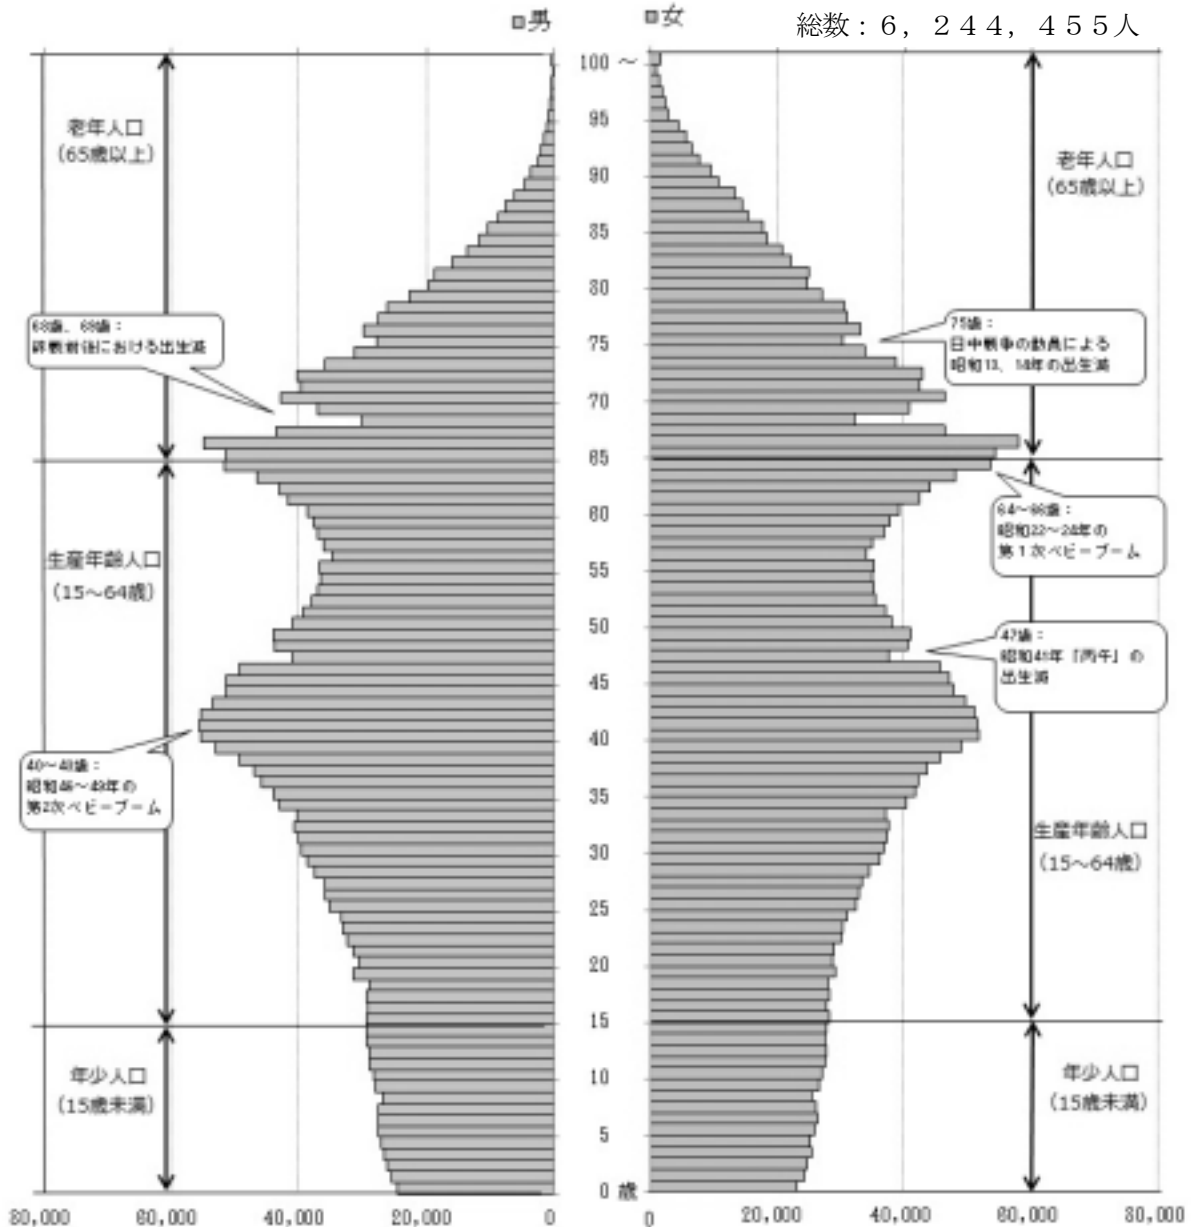 ■男
■女
総数：６，２４４，４５５人
100 ～
95
90
85
80
75
70
65
60
55
50
45
40
35
30
25
20
15
10
5
0 歳
老年人口
（65歳以上）
68歳、69歳：
終戦前後における出生減
生産年齢人口
（15～64歳）
昭和46～49年の
第2次ベビーブーム
年少人口
（15歳未満）
老年人口
（65歳以上）
75歳：
日中戦争の動員による
昭和13、14年の出生減
64～66歳：
昭和22～24年の
第１次ベビーブーム
47歳：
昭和41年「丙午」の
出生減
生産年齢人口
（15～64歳）
年少人口
（15歳未満）
80,000 60,000 40,000 20,000 0
0 20,000 40,000 60,000 80,000